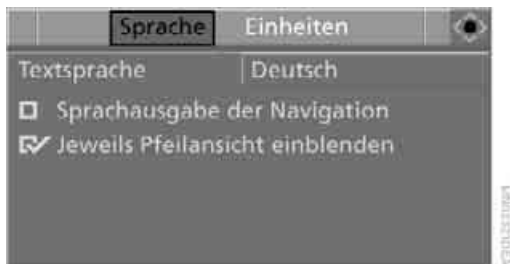 Sprache Einheiten
Textsprache Deutsch
Sprachausgabe der Navigation
Jeweils Pfeilansicht einblenden